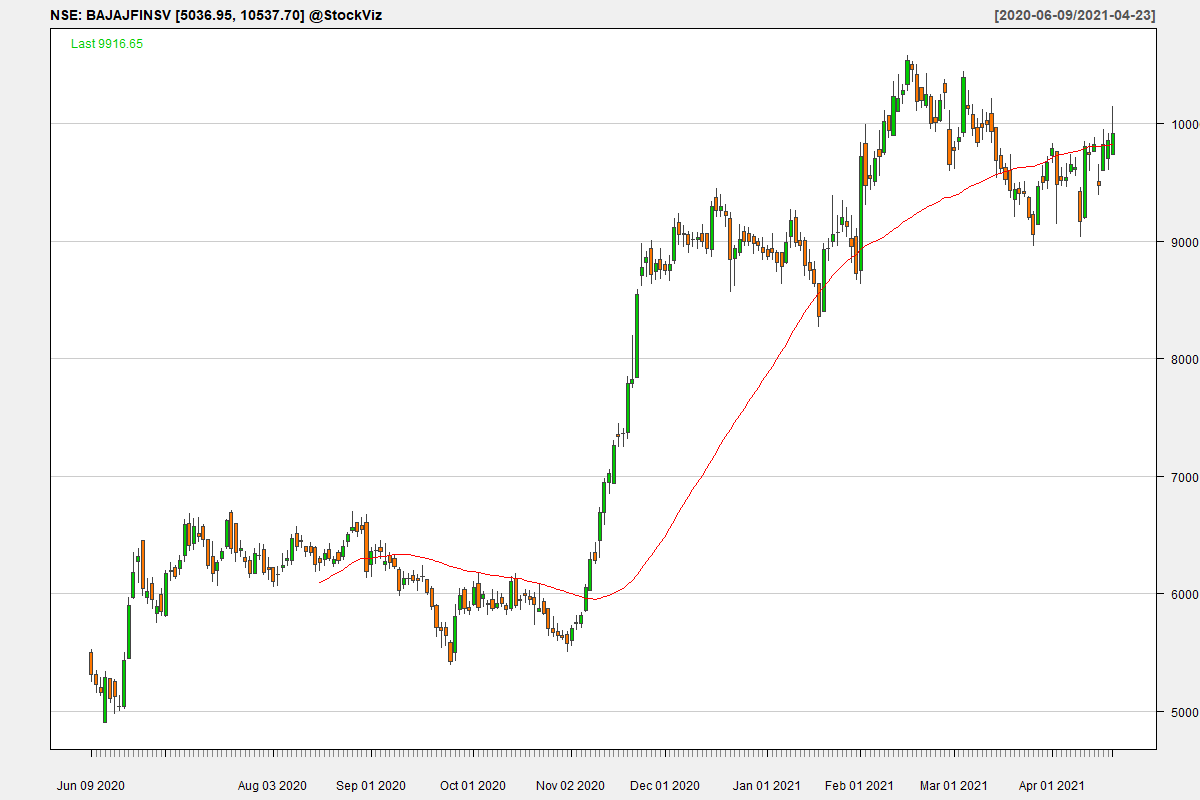 NSE: BAJAJFINSV [5036.95, 10537.70] @StockViz [2020-06-09/2021-04-23]
Last 9916.65
1000
9000
8000
7000
6000
5000
Jun 09 2020 Aug 03 2020 Sep 01 2020 Oct 01 2020 Nov 02 2020 Dec 01 2020 Jan 01 2021 Feb 01 2021 Mar 01 2021 Apr 01 2021